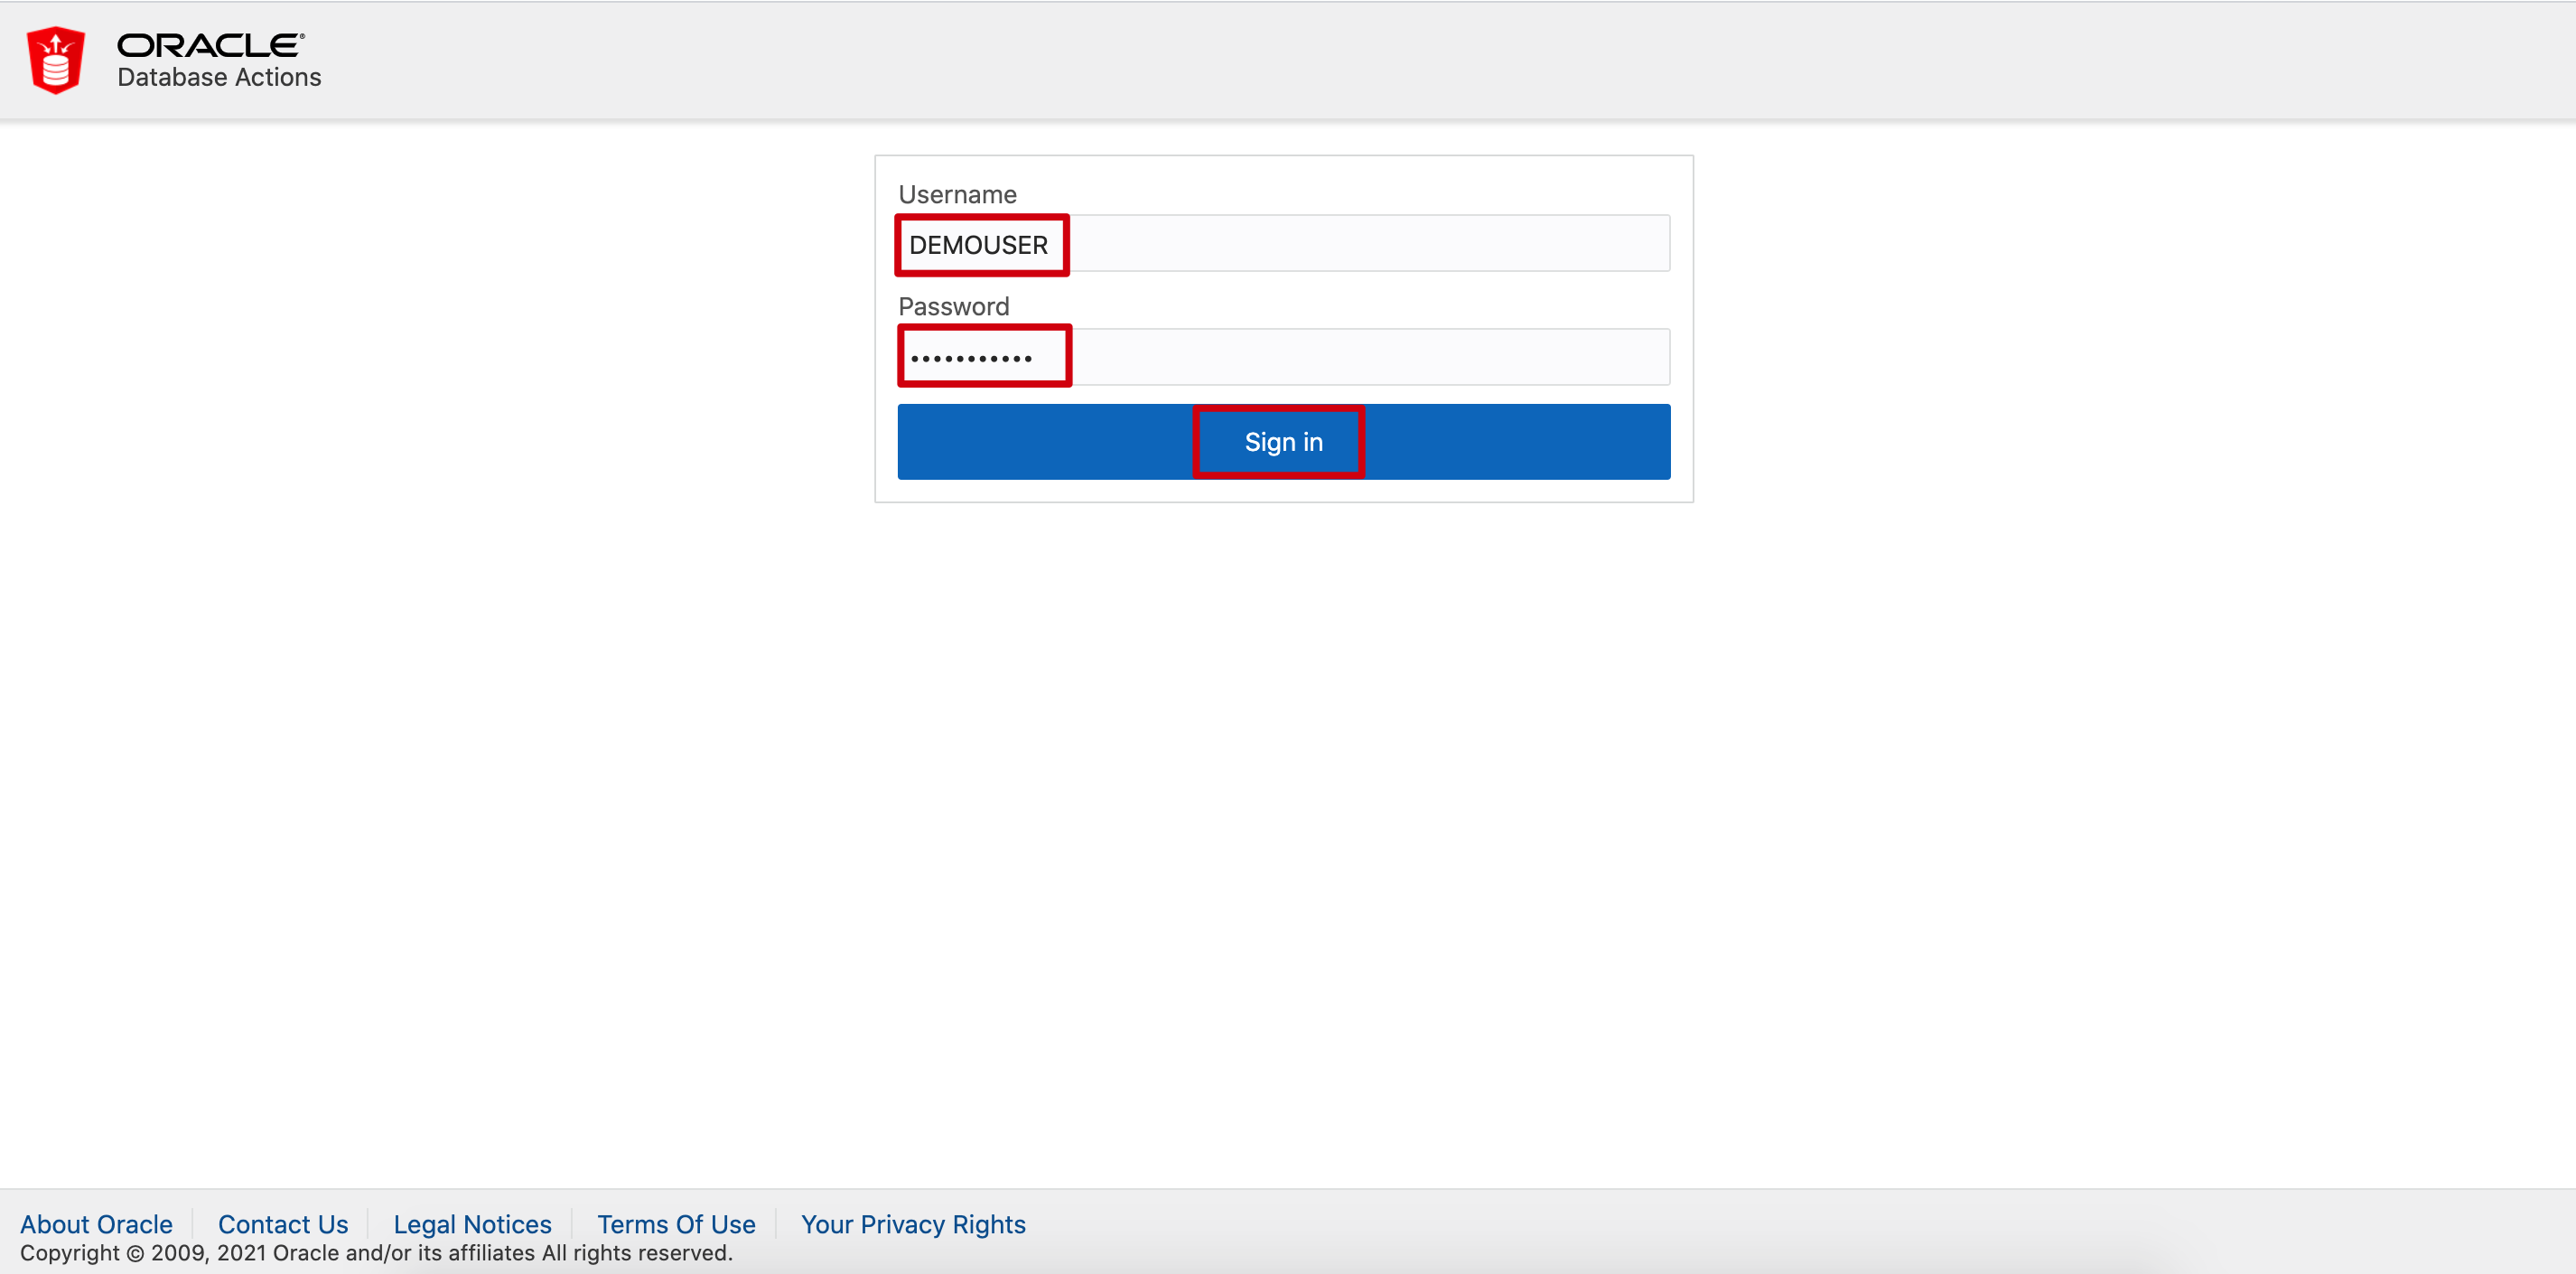 ORACLE®
Database Actions
Username
DEMOUSER
Password
•••••••••••
Sign in
About Oracle Contact Us Legal Notices Terms Of Use Your Privacy Rights
Copyright © 2009, 2021 Oracle and/or its affiliates All rights reserved.